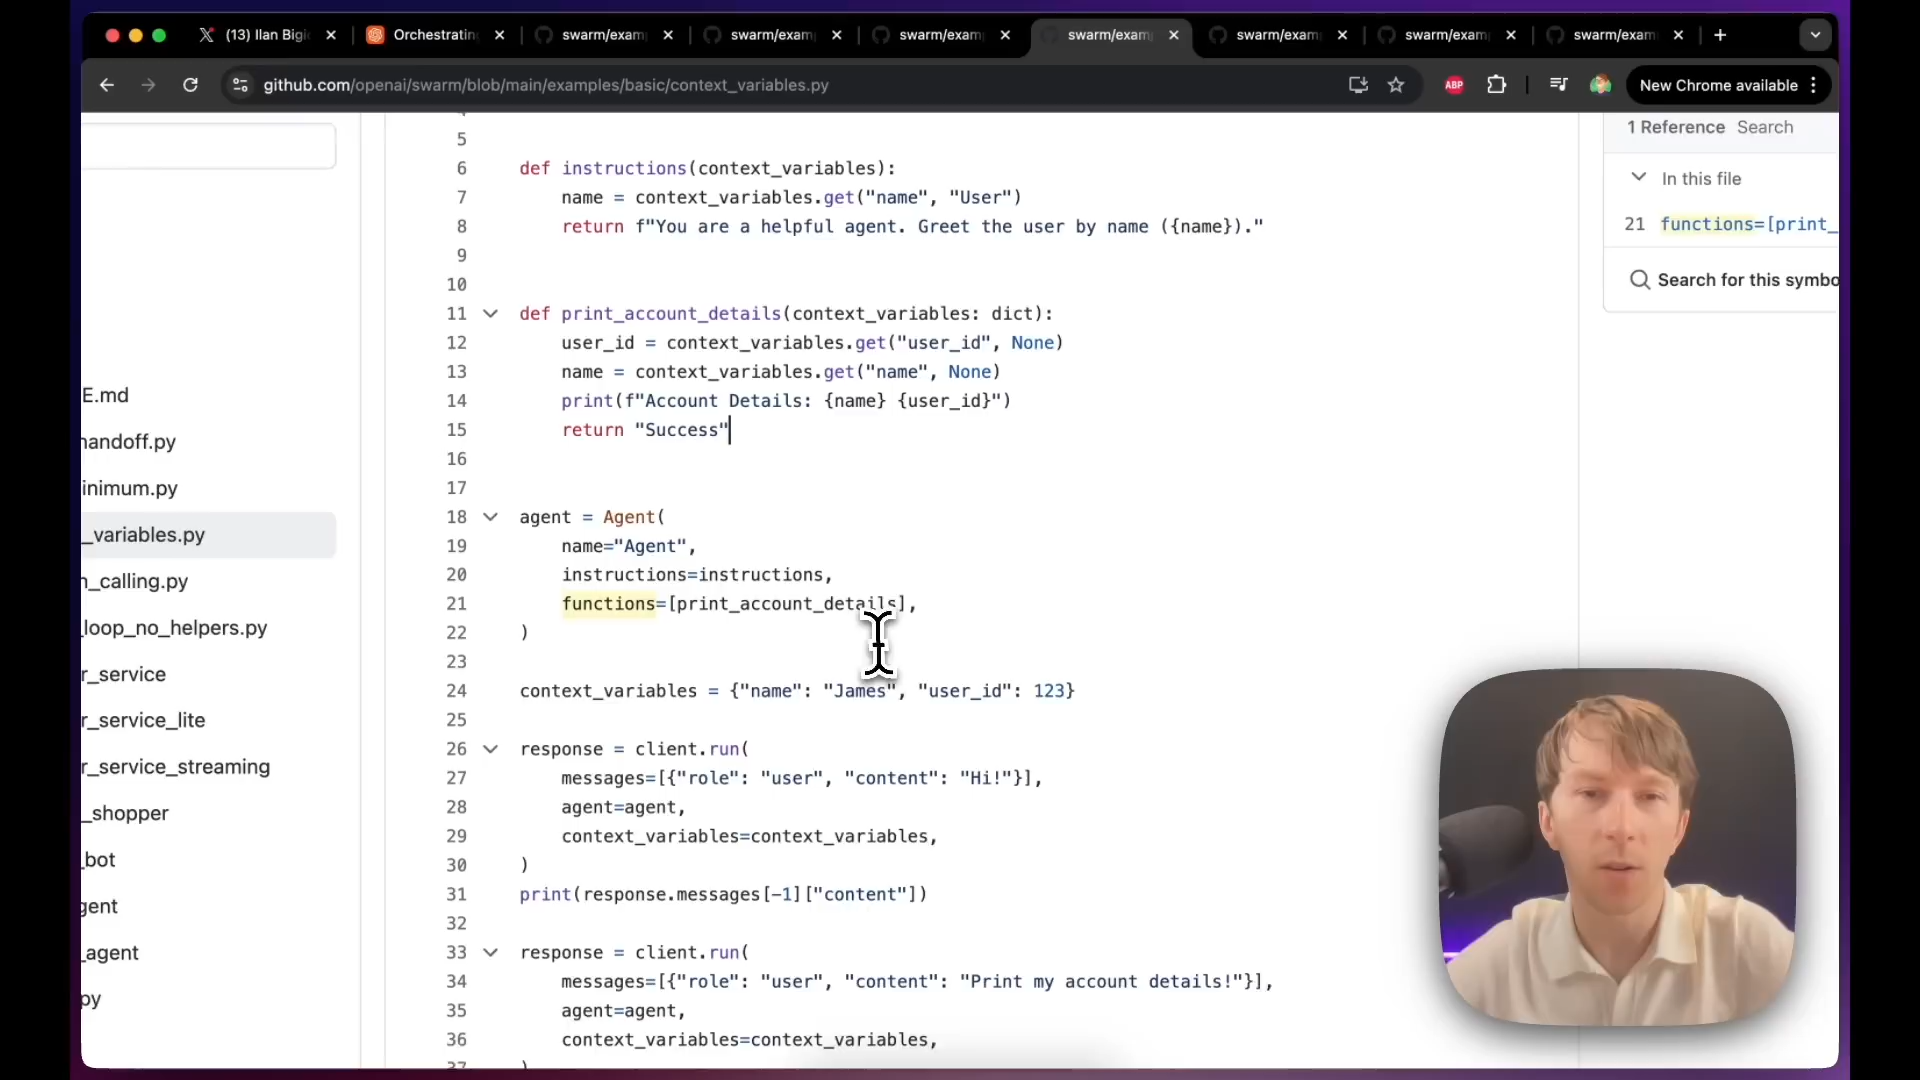 (13) Ilan Bigi
Orchestrating
swarm/exam
swarm/exam
swarm/exam
swarm/exam
swarm/exam
swarm/exam
swarm/exam
github.com/openai/swarm/blob/main/examples/basic/context_variables.py
ABP
New Chrome available
E.md
handoff.py
inimum.py
_variables.py
n_calling.py
_loop_no_helpers.py
r_service
r_service_lite
r_service_streaming
_shopper
_bot
gent
_agent
py
5
6 def instructions(context_variables):
7 name = context_variables.get("name", "User")
8 return f"You are a helpful agent. Greet the user by name ({name})."
9
10
11 def print_account_details(context_variables: dict):
12 user_id = context_variables.get("user_id", None)
13 name = context_variables.get("name", None)
14 print(f"Account Details: {name} {user_id}")
15 return "Success"
16
17
18 agent = Agent(
19 name="Agent",
20 instructions=instructions,
21 functions=[print_account_details],
22 )
23
24 context_variables = {"name": "James", "user_id": 123}
25
26 response = client.run(
27 messages=[{"role": "user", "content": "Hi!"}],
28 agent=agent,
29 context_variables=context_variables,
30 )
31 print(response.messages[-1]["content"])
32
33 response = client.run(
34 messages=[{"role": "user", "content": "Print my account details!"}],
35 agent=agent,
36 context_variables=context_variables,
37 )
1 Reference Search
In this file
21 functions=[print_
Search for this symbo